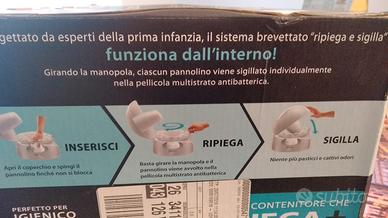 gettato da esperti della prima infanzia, il sistema brevettato "ripiega e sigilla"
funziona dall'interno!
Girando la manopola, ciascun pannolino viene sigillato individualmente
nella pellicola multistrato antibatterica.
INSERISCI
RIPIEGA
SIGILLA
Apri il coperchio e spingi il
pannolino finché non si blocca
Basta girare la manopola e il
pannolino viene avvolto nella
pellicola multistrato antibatterica
Niente più pasticci e cattivi odori
PERFETTO PER
IGIENICO
CONTENITORE CHE
subito